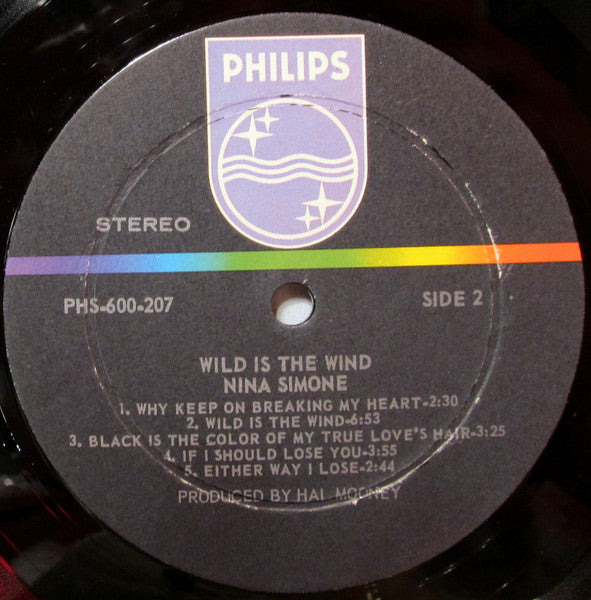 PHILIPS
STEREO
PHS-600-207
SIDE 2
WILD IS THE WIND
NINA SIMONE
1. WHY KEEP ON BREAKING MY HEART-2:30
2. WILD IS THE WIND-6:53
3. BLACK IS THE COLOR OF MY TRUE LOVE'S HAIR-3:25
4. IF I SHOULD LOSE YOU-3:55
5. EITHER WAY I LOSE-2:44
PRODUCED BY HAL MOONEY